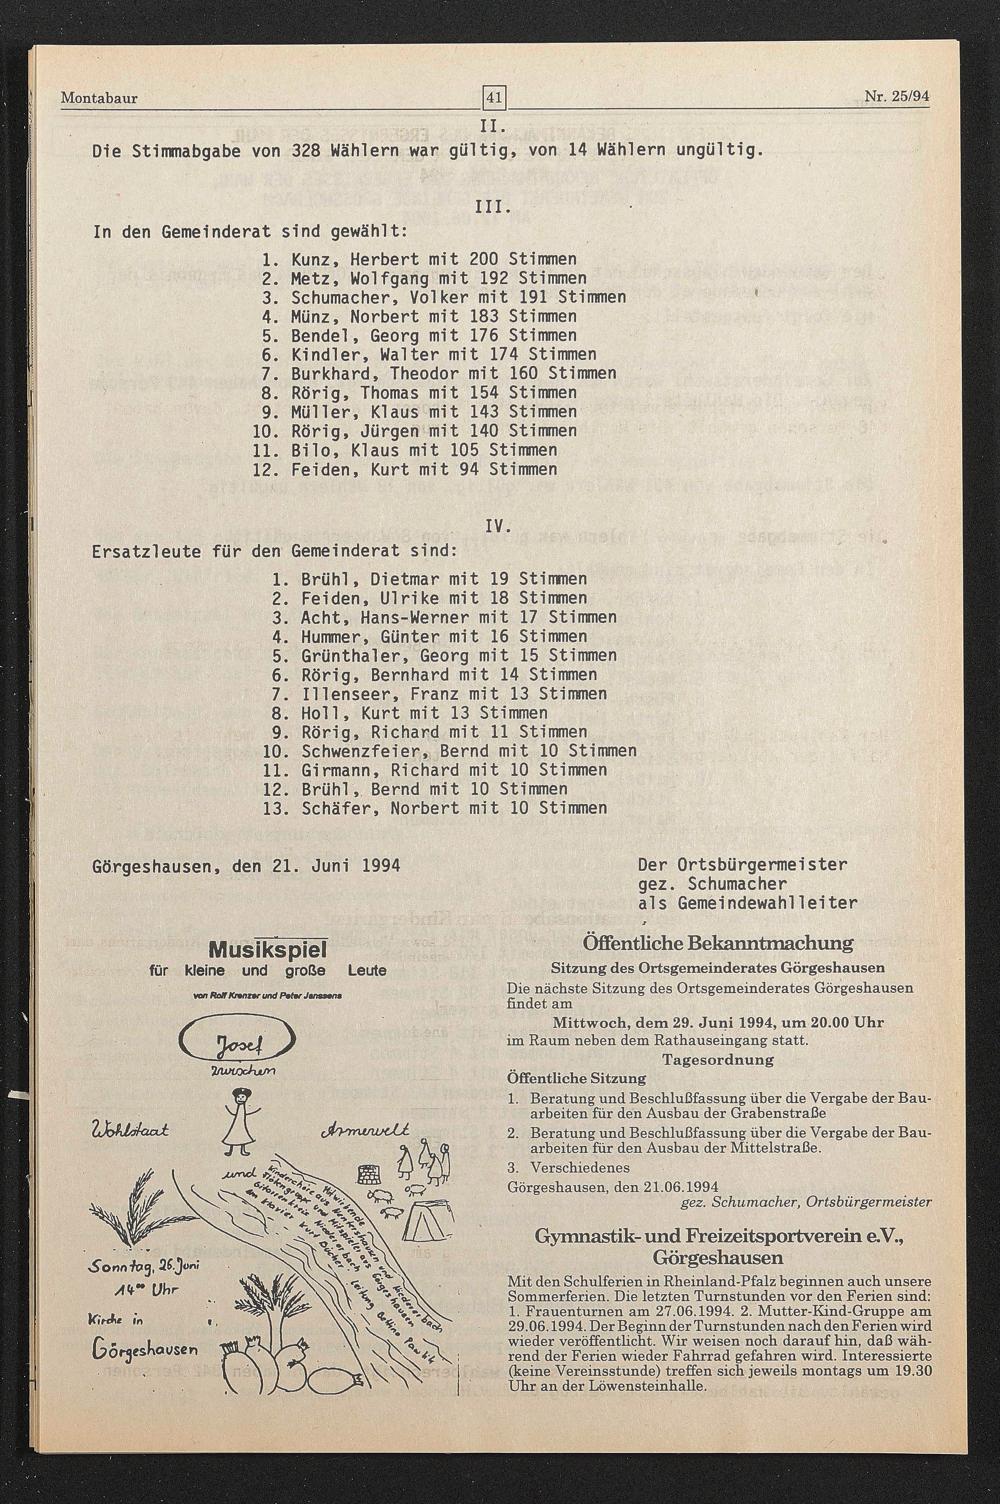 Montabaur
41
Nr. 25/94
II.
Die Stimmabgabe von 328 Wählern war gültig, von 14 Wählern ungültig.
III.
In den Gemeinderat sind gewählt:
1. Kunz, Herbert mit 200 Stimmen
2. Metz, Wolfgang mit 192 Stimmen
3. Schumacher, Volker mit 191 Stimmen
4. Münz, Norbert mit 183 Stimmen
5. Bendel, Georg mit 176 Stimmen
6. Kindler, Walter mit 174 Stimmen
7. Burkhard, Theodor mit 160 Stimmen
8. Rörig, Thomas mit 154 Stimmen
9. Müller, Klaus mit 143 Stimmen
10. Rörig, Jürgen mit 140 Stimmen
11. Bilo, Klaus mit 105 Stimmen
12. Feiden, Kurt mit 94 Stimmen
IV.
Ersatzleute für den Gemeinderat sind:
1. Brühl, Dietmar mit 19 Stimmen
2. Feiden, Ulrike mit 18 Stimmen
3. Acht, Hans-Werner mit 17 Stimmen
4. Hummer, Günter mit 16 Stimmen
5. Grünthaler, Georg mit 15 Stimmen
6. Rörig, Bernhard mit 14 Stimmen
7. Illenseer, Franz mit 13 Stimmen
8. Holl, Kurt mit 13 Stimmen
9. Rörig, Richard mit 11 Stimmen
10. Schwenzfeier, Bernd mit 10 Stimmen
11. Girmann, Richard mit 10 Stimmen
12. Brühl, Bernd mit 10 Stimmen
13. Schäfer, Norbert mit 10 Stimmen
Görgeshausen, den 21. Juni 1994
Der Ortsbürgermeister
gez. Schumacher
als Gemeindewahlleiter
Musikspiel
für kleine und große Leute
von Rolf Krenzer und Peter Janssens
Josef
zwischen
Wohlstaat
Armewelt
und
Mitwirkende
Kinderchöre aus Nentershausen und Niedererbach
Flötengruppe und Mitspieler aus Görgeshausen
Gitarrenkreis Niedererbach
am Klavier Kurt Bücher
Leitung Bettina
Sonntag, 26. Juni
14⁰⁰ Uhr
Kirche in
Görgeshausen
Öffentliche Bekanntmachung
Sitzung des Ortsgemeinderates Görgeshausen
Die nächste Sitzung des Ortsgemeinderates Görgeshausen
findet am
Mittwoch, dem 29. Juni 1994, um 20.00 Uhr
im Raum neben dem Rathauseingang statt.
Tagesordnung
Öffentliche Sitzung
1. Beratung und Beschlußfassung über die Vergabe der Bau-
arbeiten für den Ausbau der Grabenstraße
2. Beratung und Beschlußfassung über die Vergabe der Bau-
arbeiten für den Ausbau der Mittelstraße.
3. Verschiedenes
Görgeshausen, den 21.06.1994
gez. Schumacher, Ortsbürgermeister
Gymnastik- und Freizeitsportverein e.V.,
Görgeshausen
Mit den Schulferien in Rheinland-Pfalz beginnen auch unsere
Sommerferien. Die letzten Turnstunden vor den Ferien sind:
1. Frauenturnen am 27.06.1994. 2. Mutter-Kind-Gruppe am
29.06.1994. Der Beginn der Turnstunden nach den Ferien wird
wieder veröffentlicht. Wir weisen noch darauf hin, daß wäh-
rend der Ferien wieder Fahrrad gefahren wird. Interessierte
(keine Vereinsstunde) treffen sich jeweils montags um 19.30
Uhr an der Löwensteinhalle.